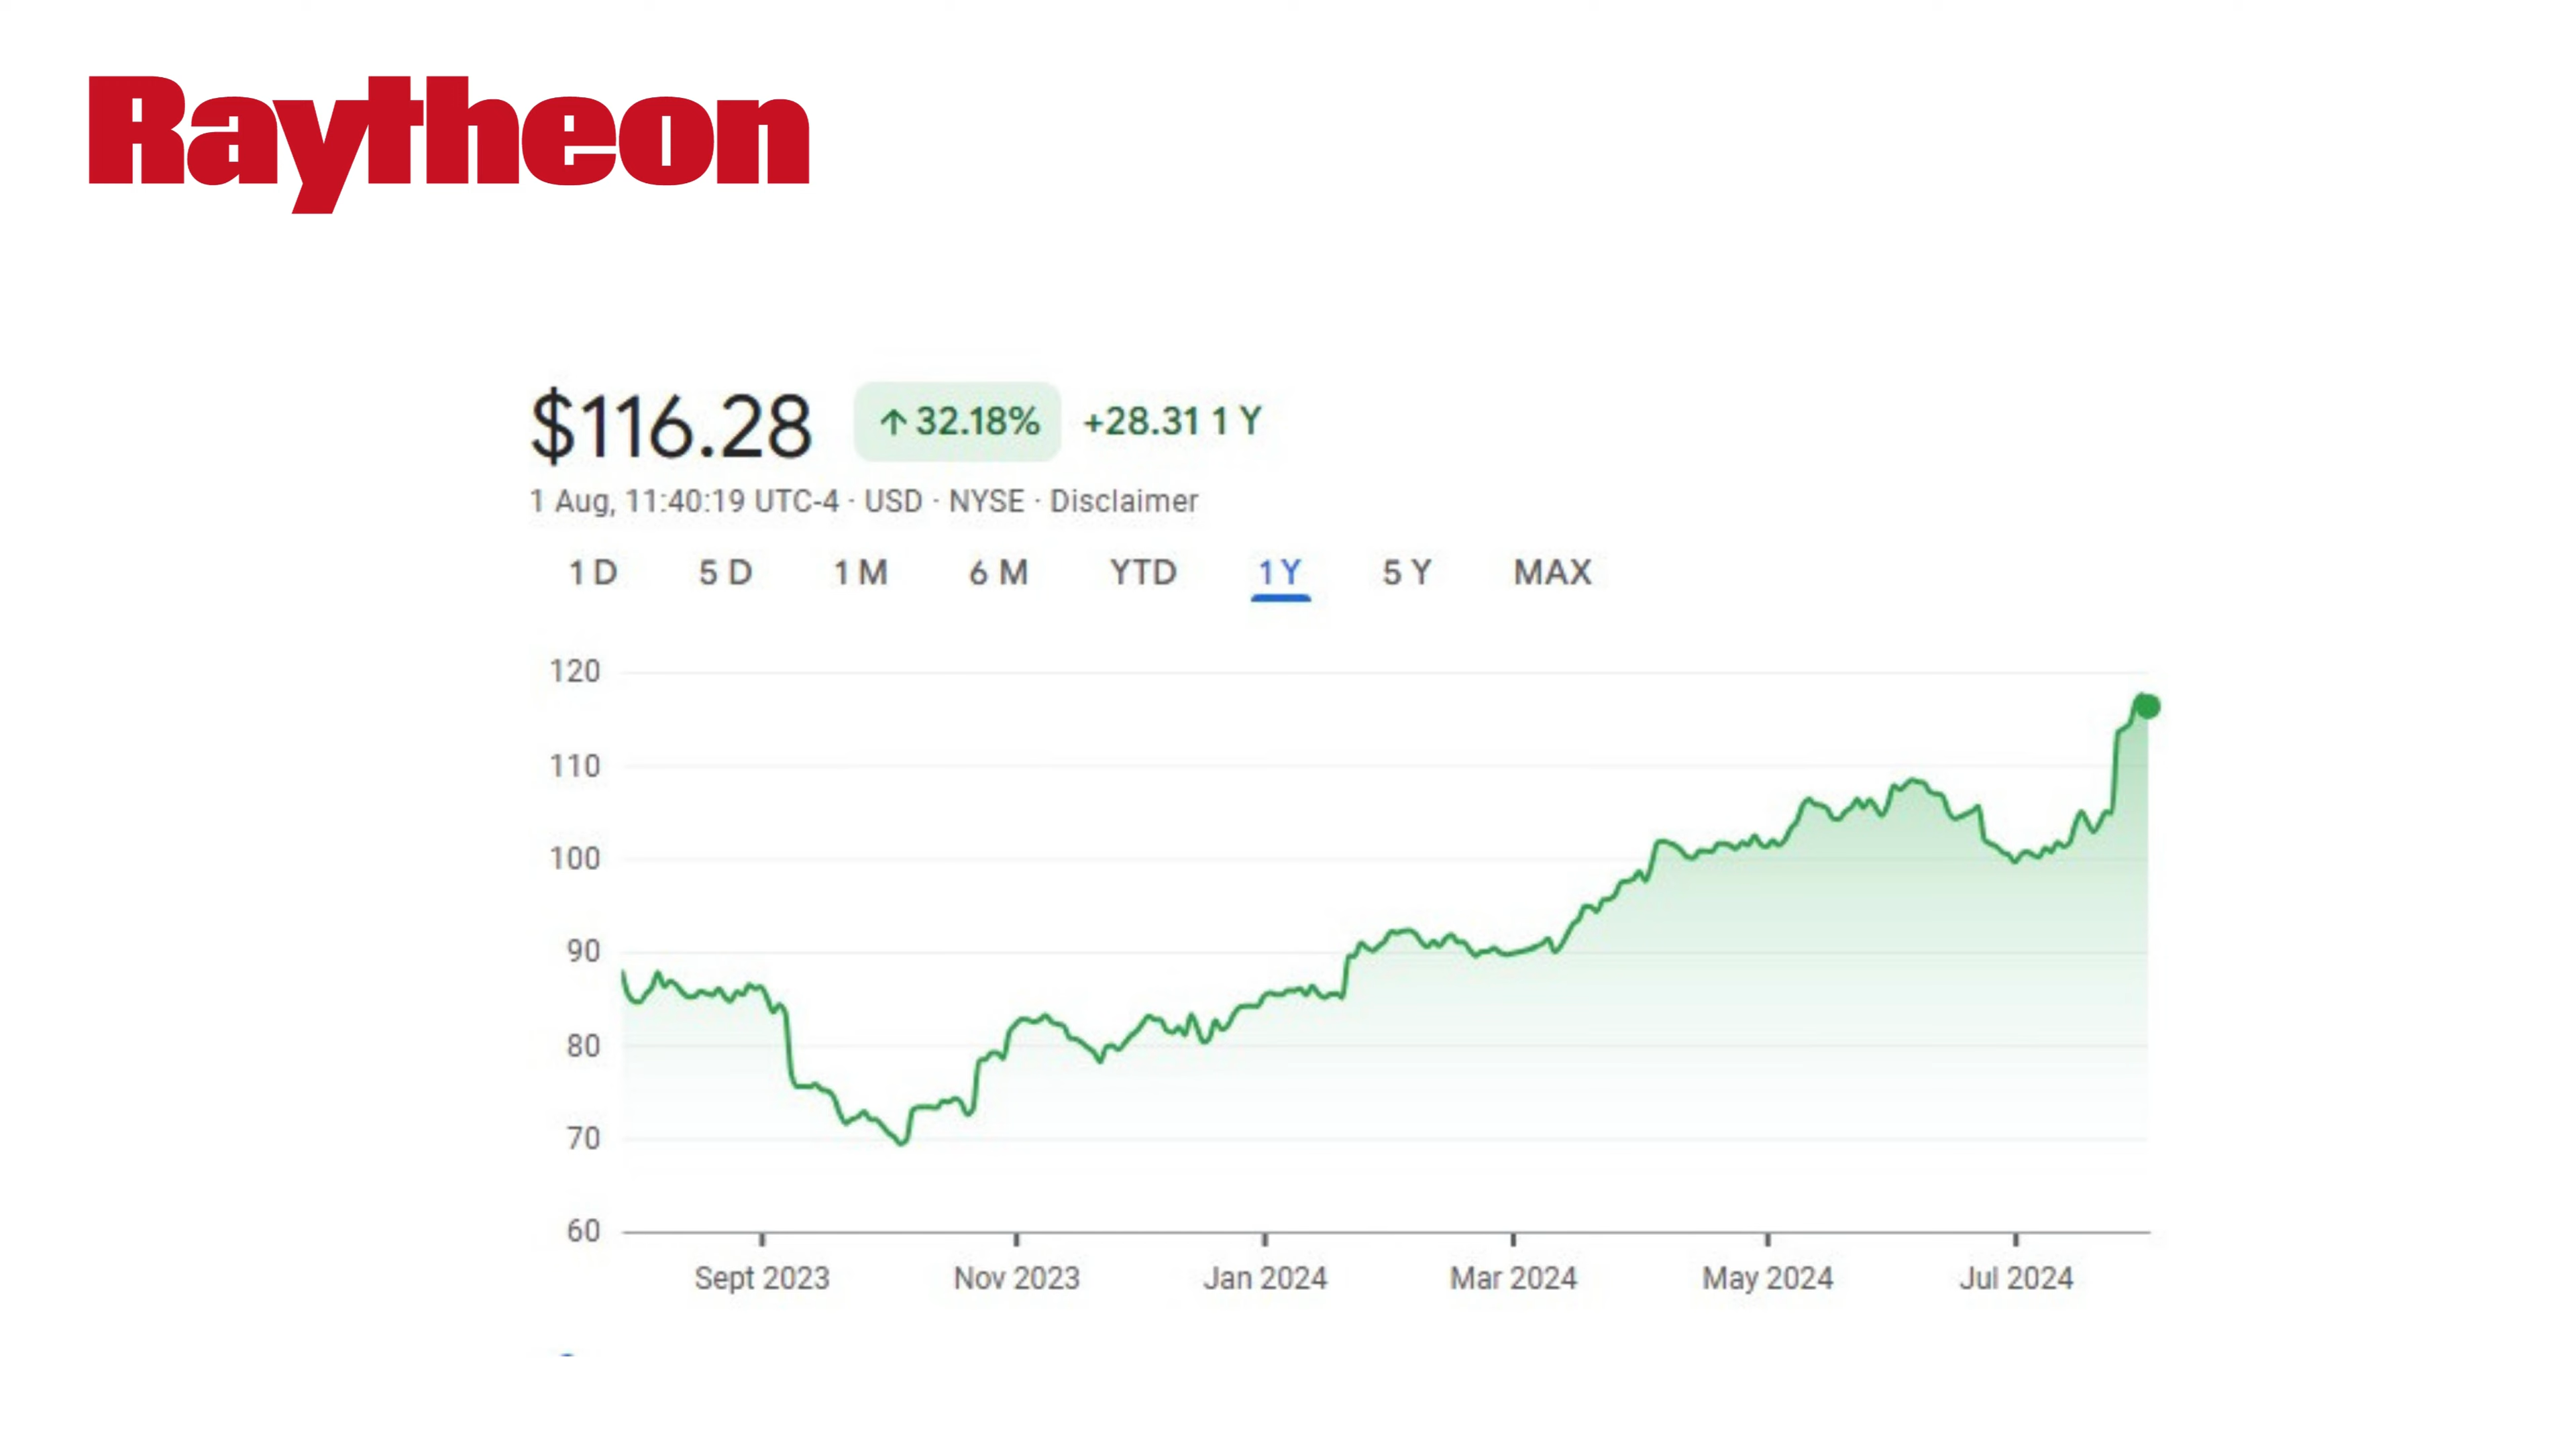 Raytheon
$116.28 ↑ 32.18% +28.31 1 Y
1 Aug, 11:40:19 UTC-4 · USD · NYSE · Disclaimer
1 D 5 D 1 M 6 M YTD 1 Y 5 Y MAX
120
110
100
90
80
70
60
Sept 2023 Nov 2023 Jan 2024 Mar 2024 May 2024 Jul 2024